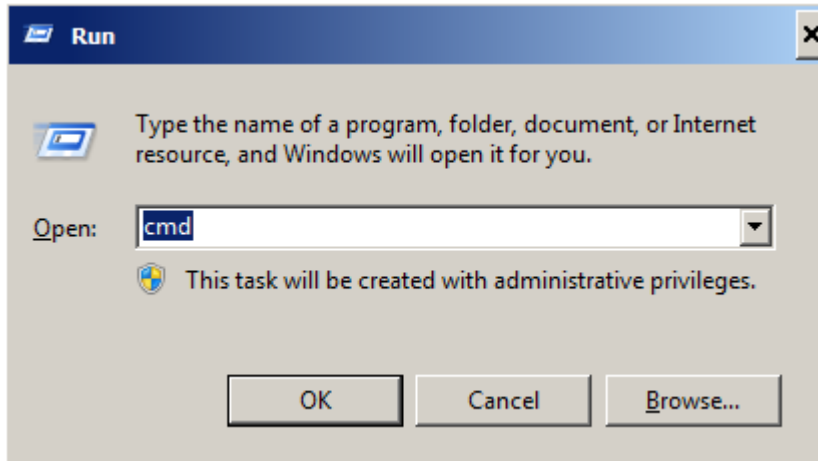 Run
Type the name of a program, folder, document, or Internet
resource, and Windows will open it for you.
Open: cmd
This task will be created with administrative privileges.
OK Cancel Browse...